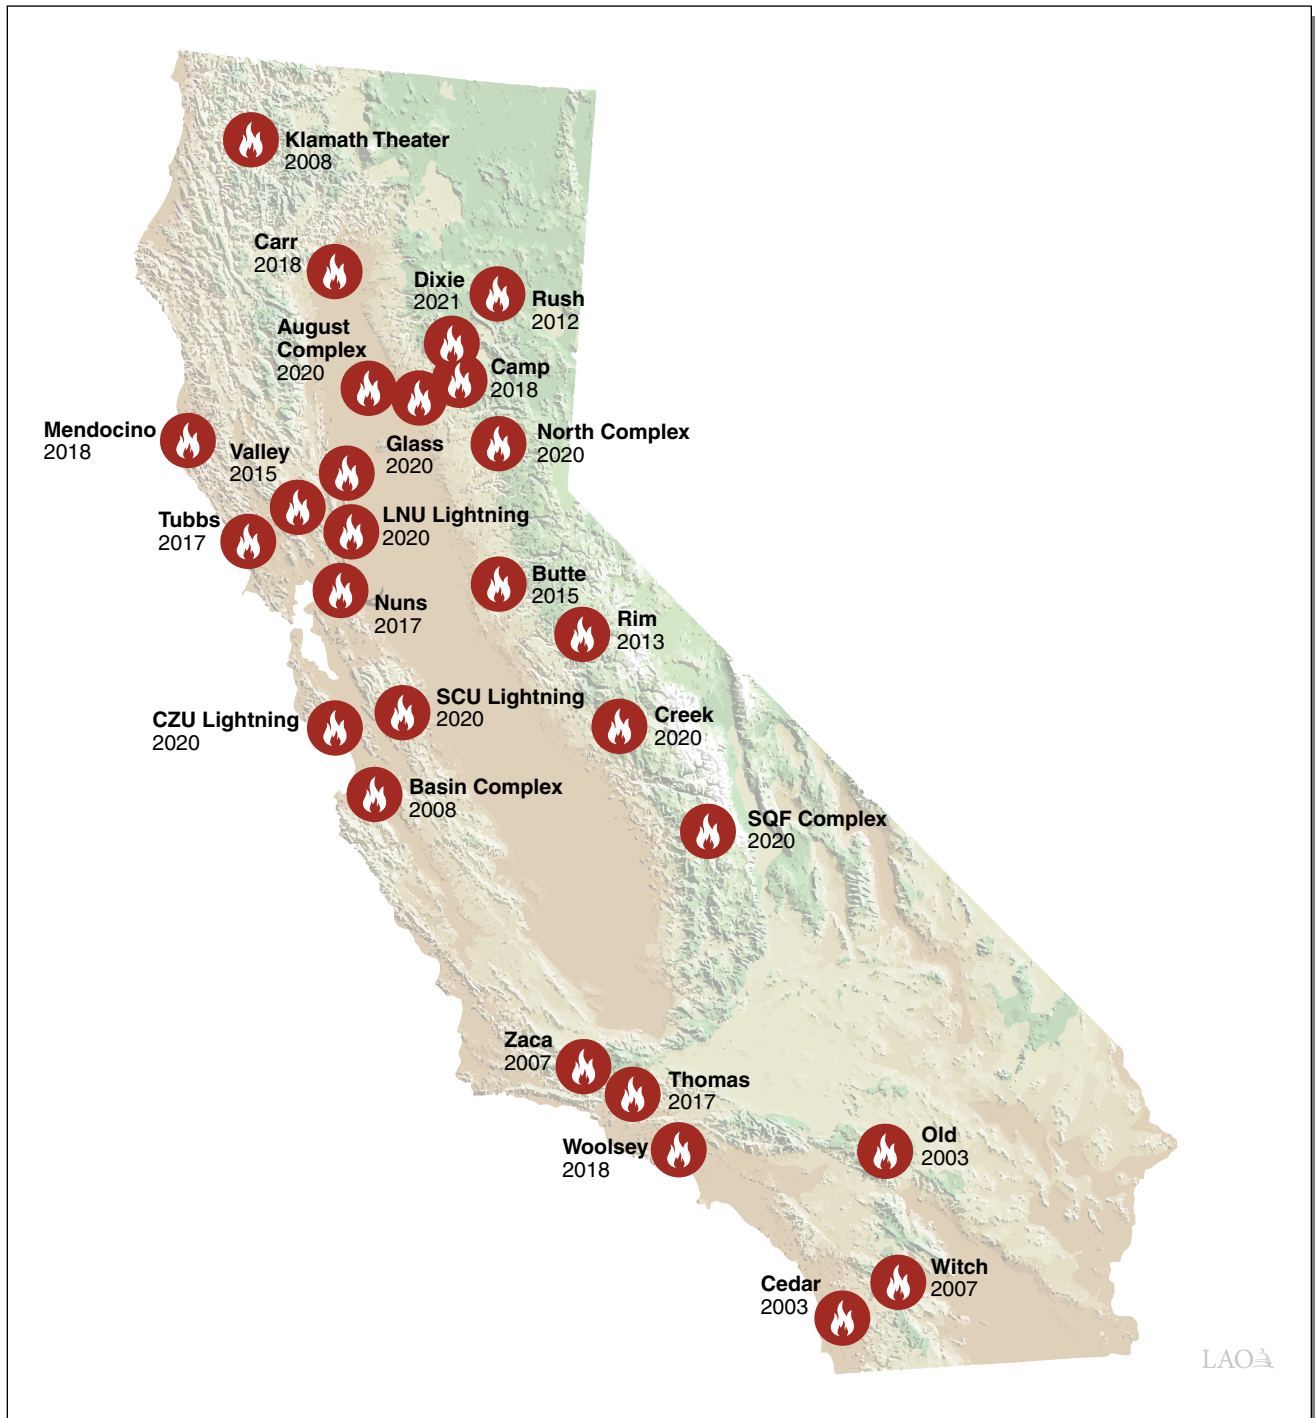 Klamath Theater
2008
Carr
2018
Dixie
2021
Rush
2012
August
Complex
2020
Camp
2018
Mendocino
2018
Valley
2015
Glass
2020
North Complex
2020
Tubbs
2017
LNU Lightning
2020
Butte
2015
Nuns
2017
Rim
2013
SCU Lightning
2020
CZU Lightning
2020
Creek
2020
Basin Complex
2008
SQF Complex
2020
Zaca
2007
Thomas
2017
Woolsey
2018
Old
2003
Witch
2007
Cedar
2003
LAO